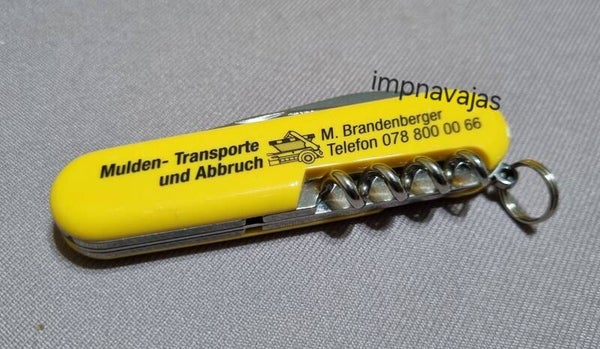 impnavajas
Mulden- Transporte
und Abbruch
M. Brandenberger
Telefon 078 800 00 66